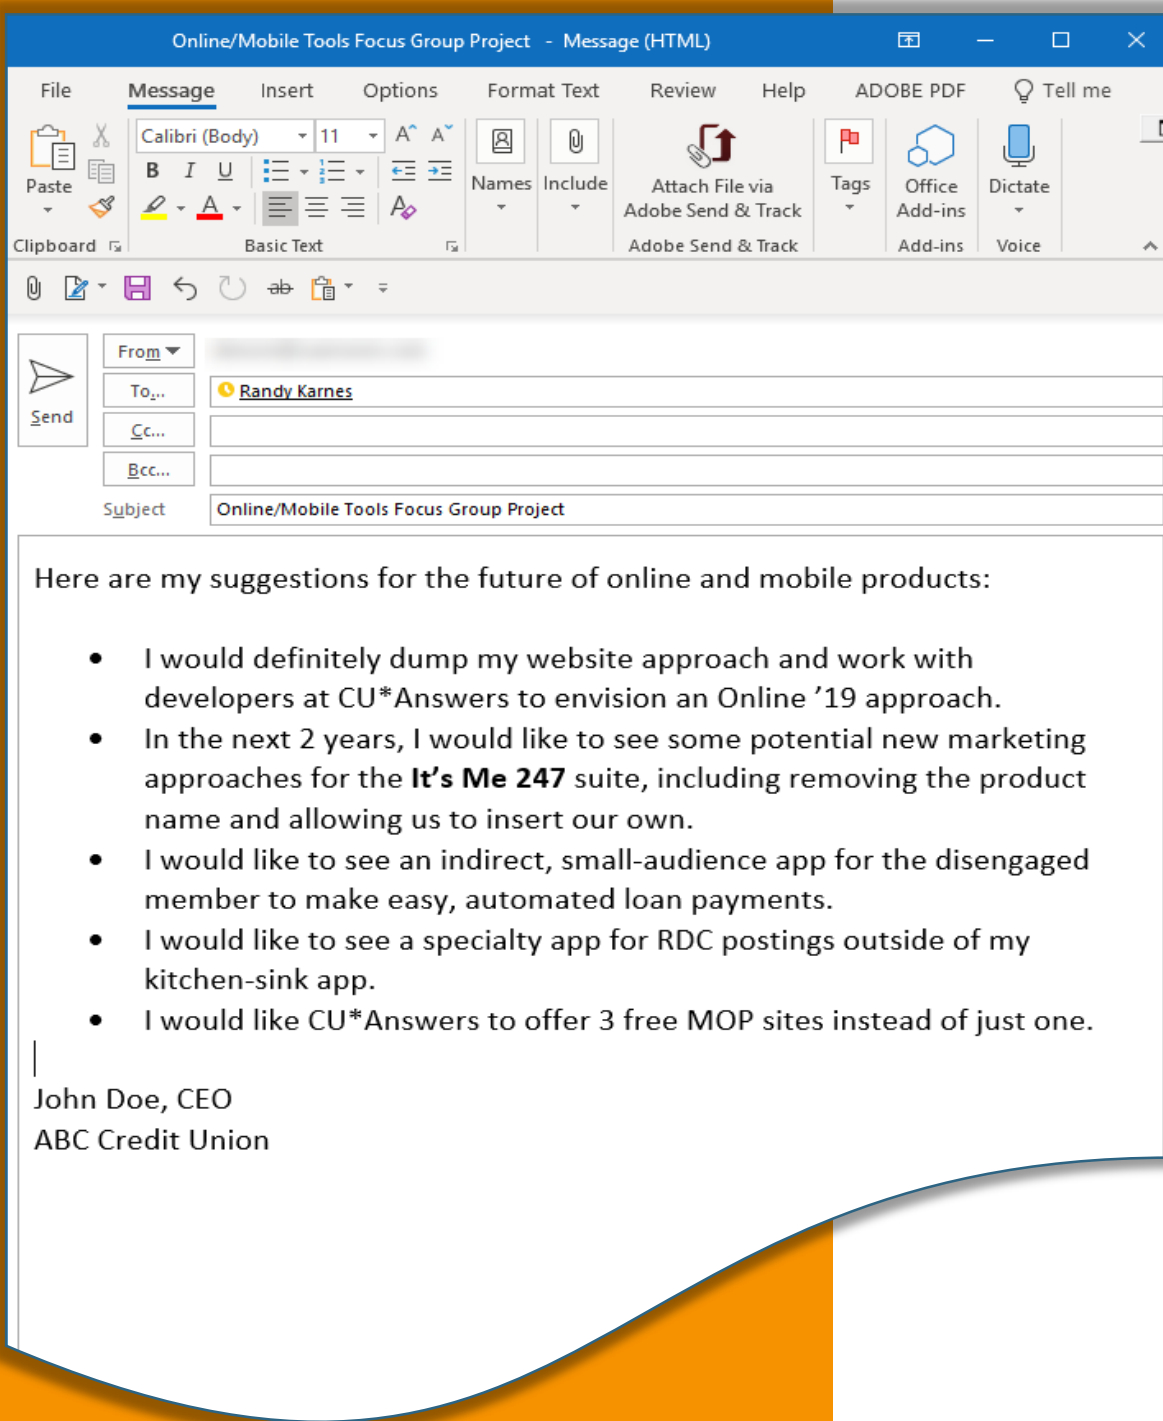 Online/Mobile Tools Focus Group Project - Message (HTML)
File Message Insert Options Format Text Review Help ADOBE PDF Tell me
Calibri (Body) 11
B I U
Paste
Names Include
Attach File via
Adobe Send & Track
Tags
Office
Add-ins
Dictate
Clipboard Basic Text Adobe Send & Track Add-ins Voice
ab
From
To...
Randy Karnes
Send
Cc...
Bcc...
Subject Online/Mobile Tools Focus Group Project
Here are my suggestions for the future of online and mobile products:
• I would definitely dump my website approach and work with
developers at CU*Answers to envision an Online ’19 approach.
• In the next 2 years, I would like to see some potential new marketing
approaches for the It’s Me 247 suite, including removing the product
name and allowing us to insert our own.
• I would like to see an indirect, small-audience app for the disengaged
member to make easy, automated loan payments.
• I would like to see a specialty app for RDC postings outside of my
kitchen-sink app.
• I would like CU*Answers to offer 3 free MOP sites instead of just one.
John Doe, CEO
ABC Credit Union